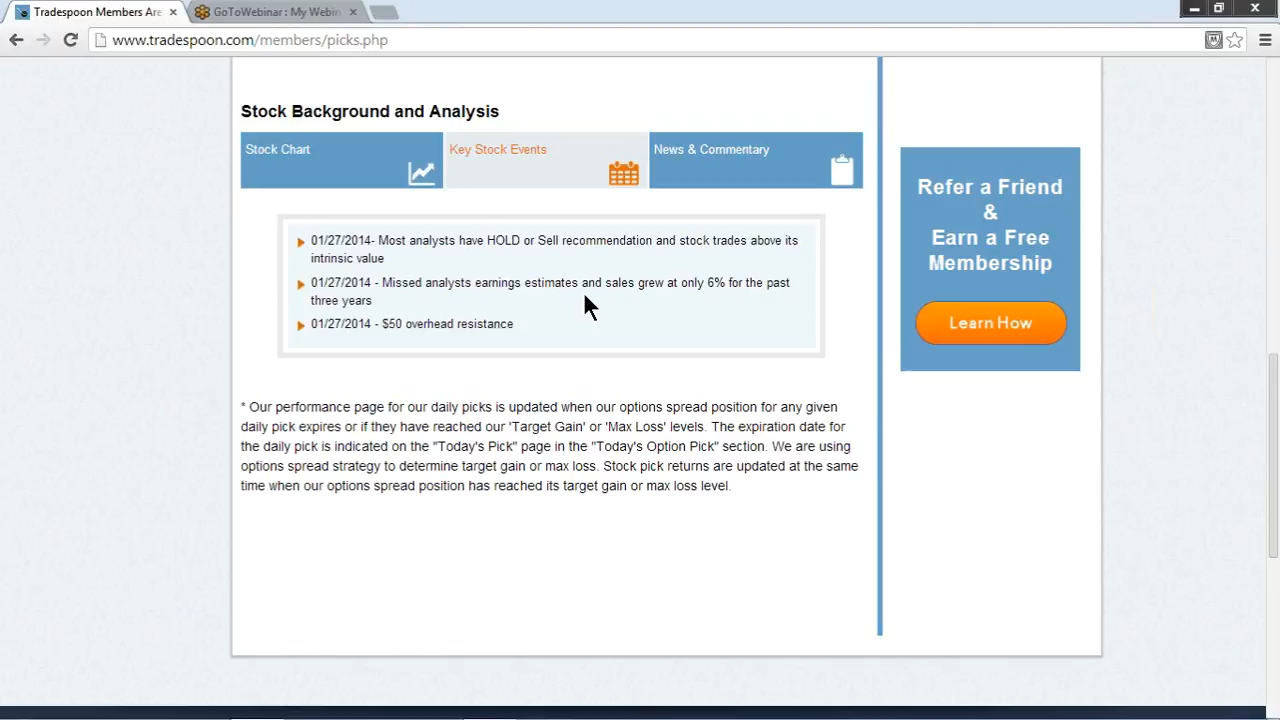 Tradespoon Members Are
GoToWebinar : My Webin
www.tradespoon.com/members/picks.php
Stock Background and Analysis
Stock Chart
Key Stock Events
News & Commentary
01/27/2014- Most analysts have HOLD or Sell recommendation and stock trades above its
intrinsic value
01/27/2014 - Missed analysts earnings estimates and sales grew at only 6% for the past
three years
01/27/2014 - $50 overhead resistance
* Our performance page for our daily picks is updated when our options spread position for any given
daily pick expires or if they have reached our 'Target Gain' or 'Max Loss' levels. The expiration date for
the daily pick is indicated on the "Today's Pick" page in the "Today's Option Pick" section. We are using
options spread strategy to determine target gain or max loss. Stock pick returns are updated at the same
time when our options spread position has reached its target gain or max loss level.
Refer a Friend
&
Earn a Free
Membership
Learn How